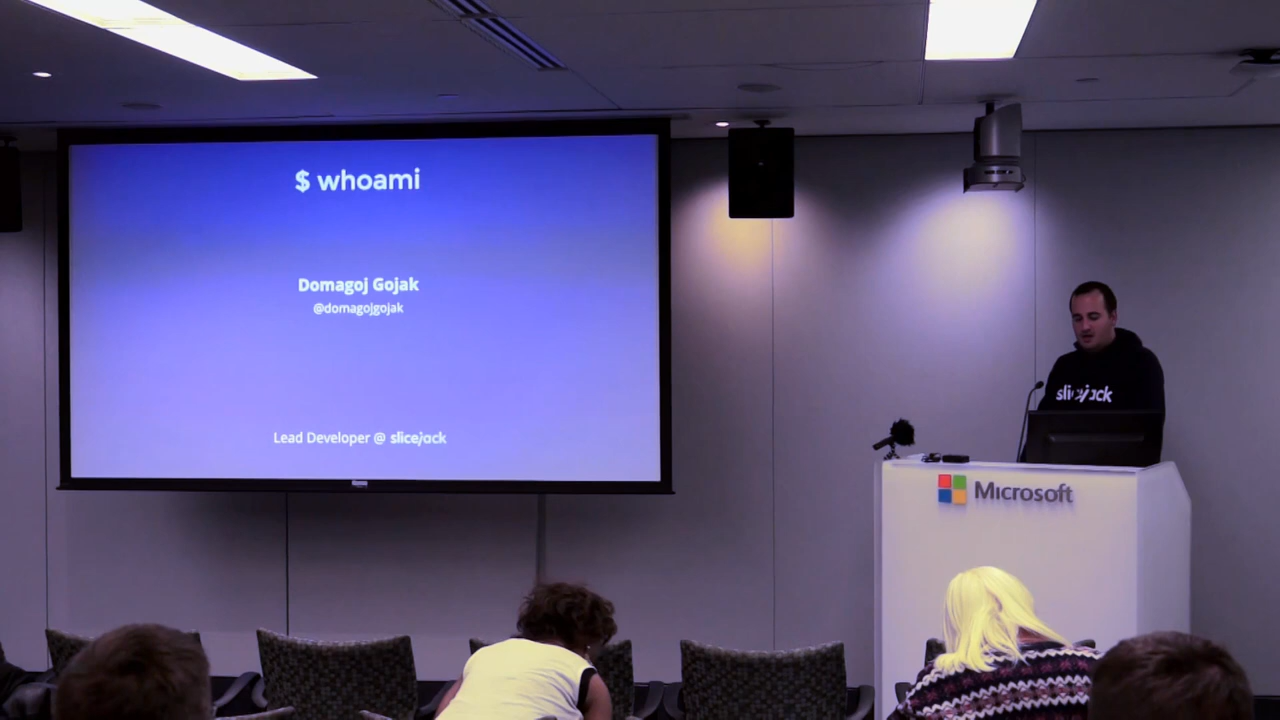 $ whoami
Domagoj Gojak
@domagojgojak
Lead Developer @ slicejack
slicejack
Microsoft